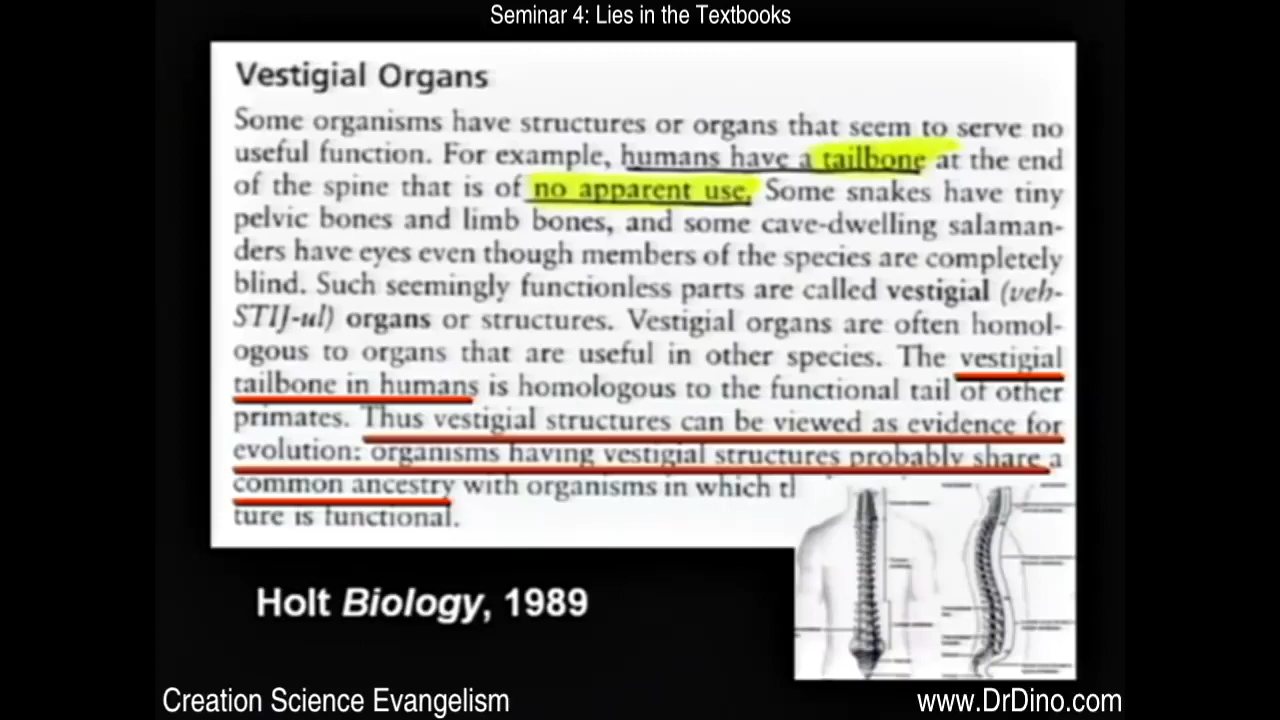 Seminar 4: Lies in the Textbooks
Vestigial Organs
Some organisms have structures or organs that seem to serve no
useful function. For example, humans have a tailbone at the end
of the spine that is of no apparent use. Some snakes have tiny
pelvic bones and limb bones, and some cave-dwelling salaman-
ders have eyes even though members of the species are completely
blind. Such seemingly functionless parts are called vestigial (veh-
STIJ-ul) organs or structures. Vestigial organs are often homol-
ogous to organs that are useful in other species. The vestigial
tailbone in humans is homologous to the functional tail of other
primates. Thus vestigial structures can be viewed as evidence for
evolution: organisms having vestigial structures probably share a
common ancestry with organisms in which
ture is functional.
Holt Biology, 1989
Creation Science Evangelism
www.DrDino.com